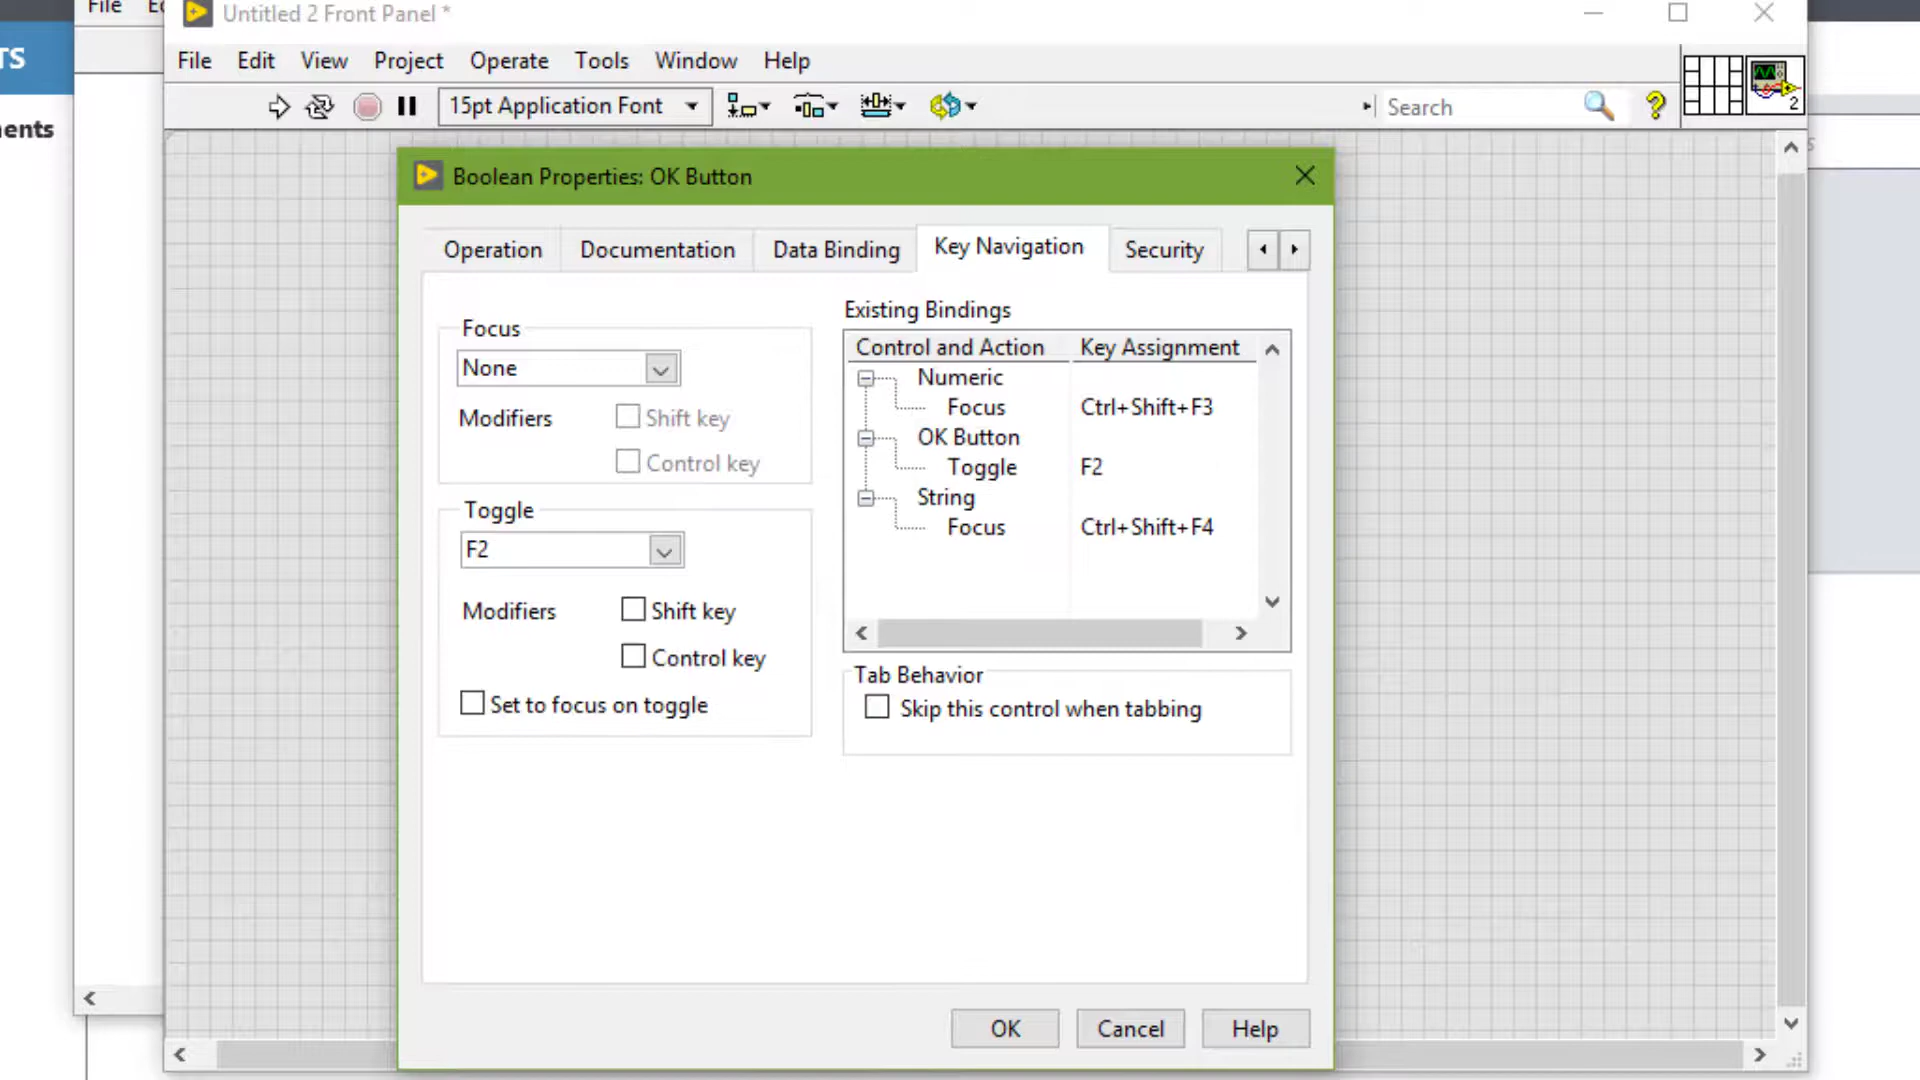 File
TS
ents
Untitled 2 Front Panel *
File Edit View Project Operate Tools Window Help
15pt Application Font
Search
?
2
Boolean Properties: OK Button
Operation Documentation Data Binding Key Navigation Security
Focus
None
Modifiers
Shift key
Control key
Toggle
F2
Modifiers
Shift key
Control key
Set to focus on toggle
Existing Bindings
Control and Action Key Assignment
Numeric
Focus Ctrl+Shift+F3
OK Button
Toggle F2
String
Focus Ctrl+Shift+F4
Tab Behavior
Skip this control when tabbing
OK Cancel Help